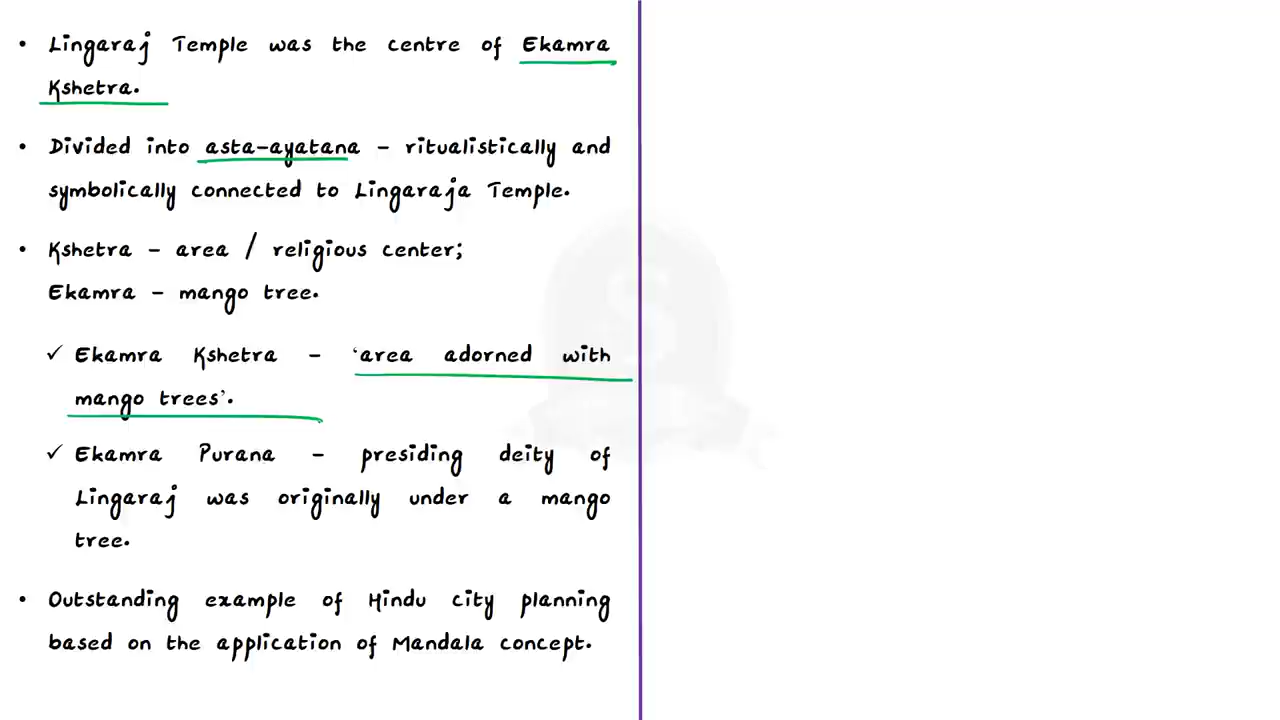 • Lingaraj Temple was the centre of Ekamra
Kshetra.
• Divided into asta-ayatana – ritualistically and
symbolically connected to Lingaraja Temple.
• Kshetra – area / religious center;
Ekamra – mango tree.
✓ Ekamra Kshetra – ‘area adorned with
mango trees’.
✓ Ekamra Purana – presiding deity of
Lingaraj was originally under a mango
tree.
• Outstanding example of Hindu city planning
based on the application of Mandala concept.